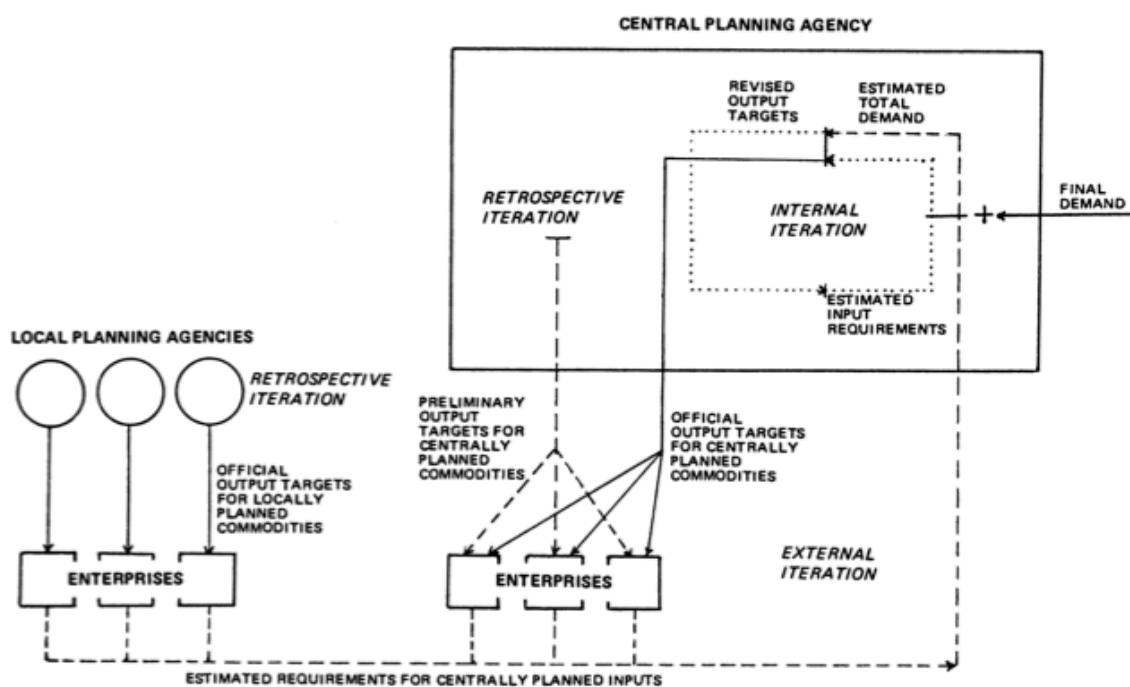 CENTRAL PLANNING AGENCY
REVISED
OUTPUT
TARGETS
ESTIMATED
TOTAL
DEMAND
RETROSPECTIVE
ITERATION
INTERNAL
ITERATION
FINAL
DEMAND
ESTIMATED
INPUT
REQUIREMENTS
LOCAL PLANNING AGENCIES
RETROSPECTIVE
ITERATION
PRELIMINARY
OUTPUT
TARGETS FOR
CENTRALLY
PLANNED
COMMODITIES
OFFICIAL
OUTPUT TARGETS
FOR CENTRALLY
PLANNED
COMMODITIES
OFFICIAL
OUTPUT TARGETS
FOR LOCALLY
PLANNED
COMMODITIES
ENTERPRISES
ENTERPRISES
EXTERNAL
ITERATION
ESTIMATED REQUIREMENTS FOR CENTRALLY PLANNED INPUTS